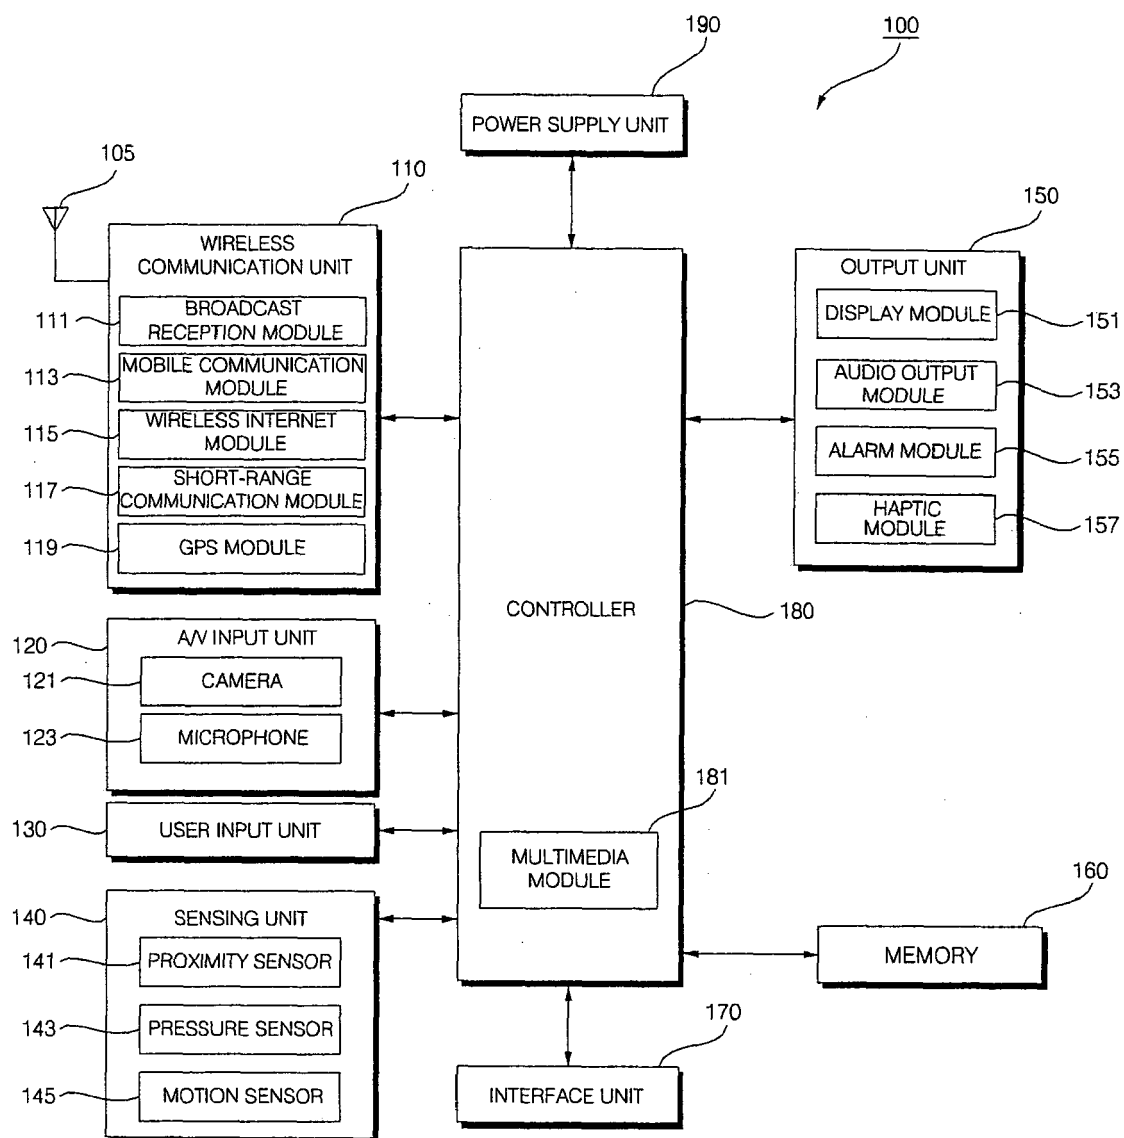 190
100
POWER SUPPLY UNIT
105
110
WIRELESS
COMMUNICATION UNIT
111
BROADCAST
RECEPTION MODULE
113
MOBILE COMMUNICATION
MODULE
115
WIRELESS INTERNET
MODULE
117
SHORT-RANGE
COMMUNICATION MODULE
119
GPS MODULE
150
OUTPUT UNIT
DISPLAY MODULE
151
AUDIO OUTPUT
MODULE
153
ALARM MODULE
155
HAPTIC
MODULE
157
CONTROLLER
180
120
A/V INPUT UNIT
121
CAMERA
123
MICROPHONE
181
MULTIMEDIA
MODULE
130
USER INPUT UNIT
140
SENSING UNIT
141
PROXIMITY SENSOR
143
PRESSURE SENSOR
145
MOTION SENSOR
160
MEMORY
170
INTERFACE UNIT